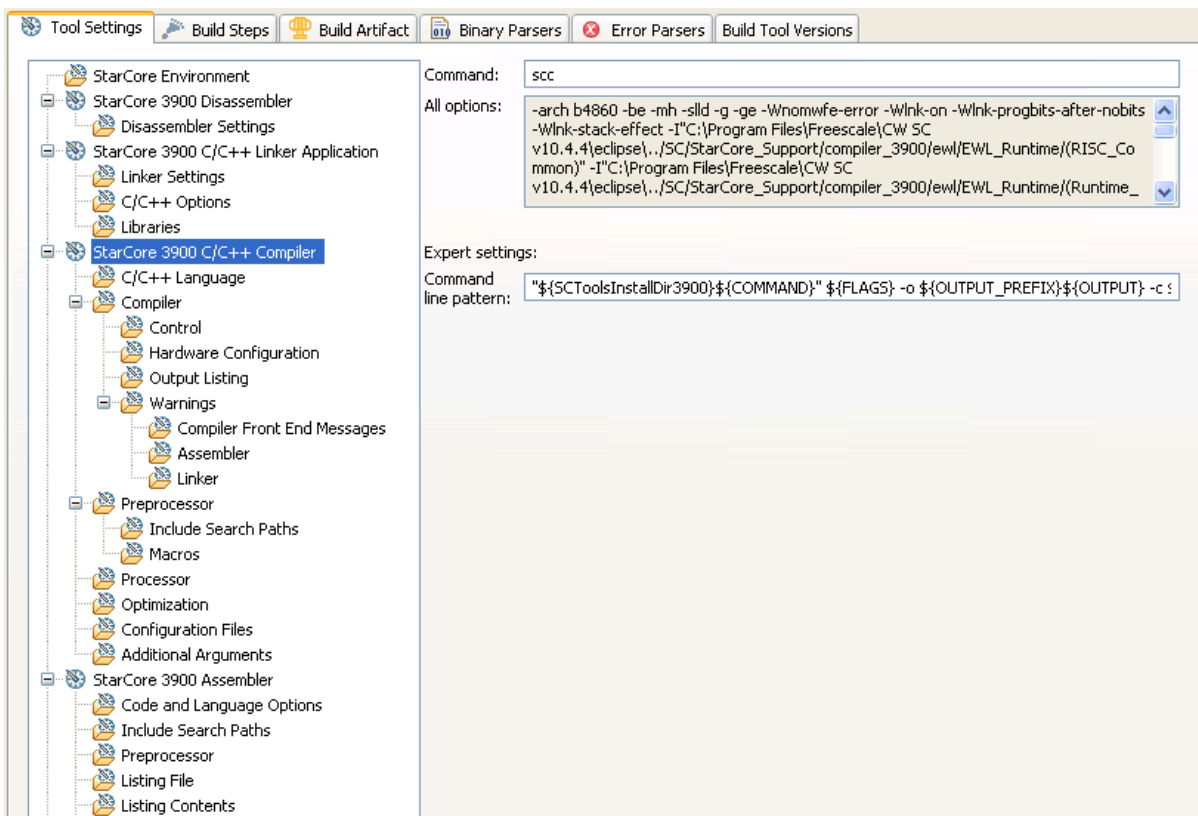 Tool Settings Build Steps Build Artifact Binary Parsers Error Parsers Build Tool Versions
StarCore Environment
StarCore 3900 Disassembler
Disassembler Settings
StarCore 3900 C/C++ Linker Application
Linker Settings
C/C++ Options
Libraries
StarCore 3900 C/C++ Compiler
C/C++ Language
Compiler
Control
Hardware Configuration
Output Listing
Warnings
Compiler Front End Messages
Assembler
Linker
Preprocessor
Include Search Paths
Macros
Processor
Optimization
Configuration Files
Additional Arguments
StarCore 3900 Assembler
Code and Language Options
Include Search Paths
Preprocessor
Listing File
Listing Contents
Command: scc
All options: -arch b4860 -be -mh -slld -g -ge -Wnomwfe-error -Wlnk-on -Wlnk-progbits-after-nobits
-Wlnk-stack-effect -I"C:\Program Files\Freescale\CW SC
v10.4.4\eclipse\../SC/StarCore_Support/compiler_3900/ewl/EWL_Runtime/(RISC_Co
mmon)" -I"C:\Program Files\Freescale\CW SC
v10.4.4\eclipse\../SC/StarCore_Support/compiler_3900/ewl/EWL_Runtime/(Runtime_
Expert settings:
Command
line pattern: "${SCToolsInstallDir3900}${COMMAND}" ${FLAGS} -o ${OUTPUT_PREFIX}${OUTPUT} -c